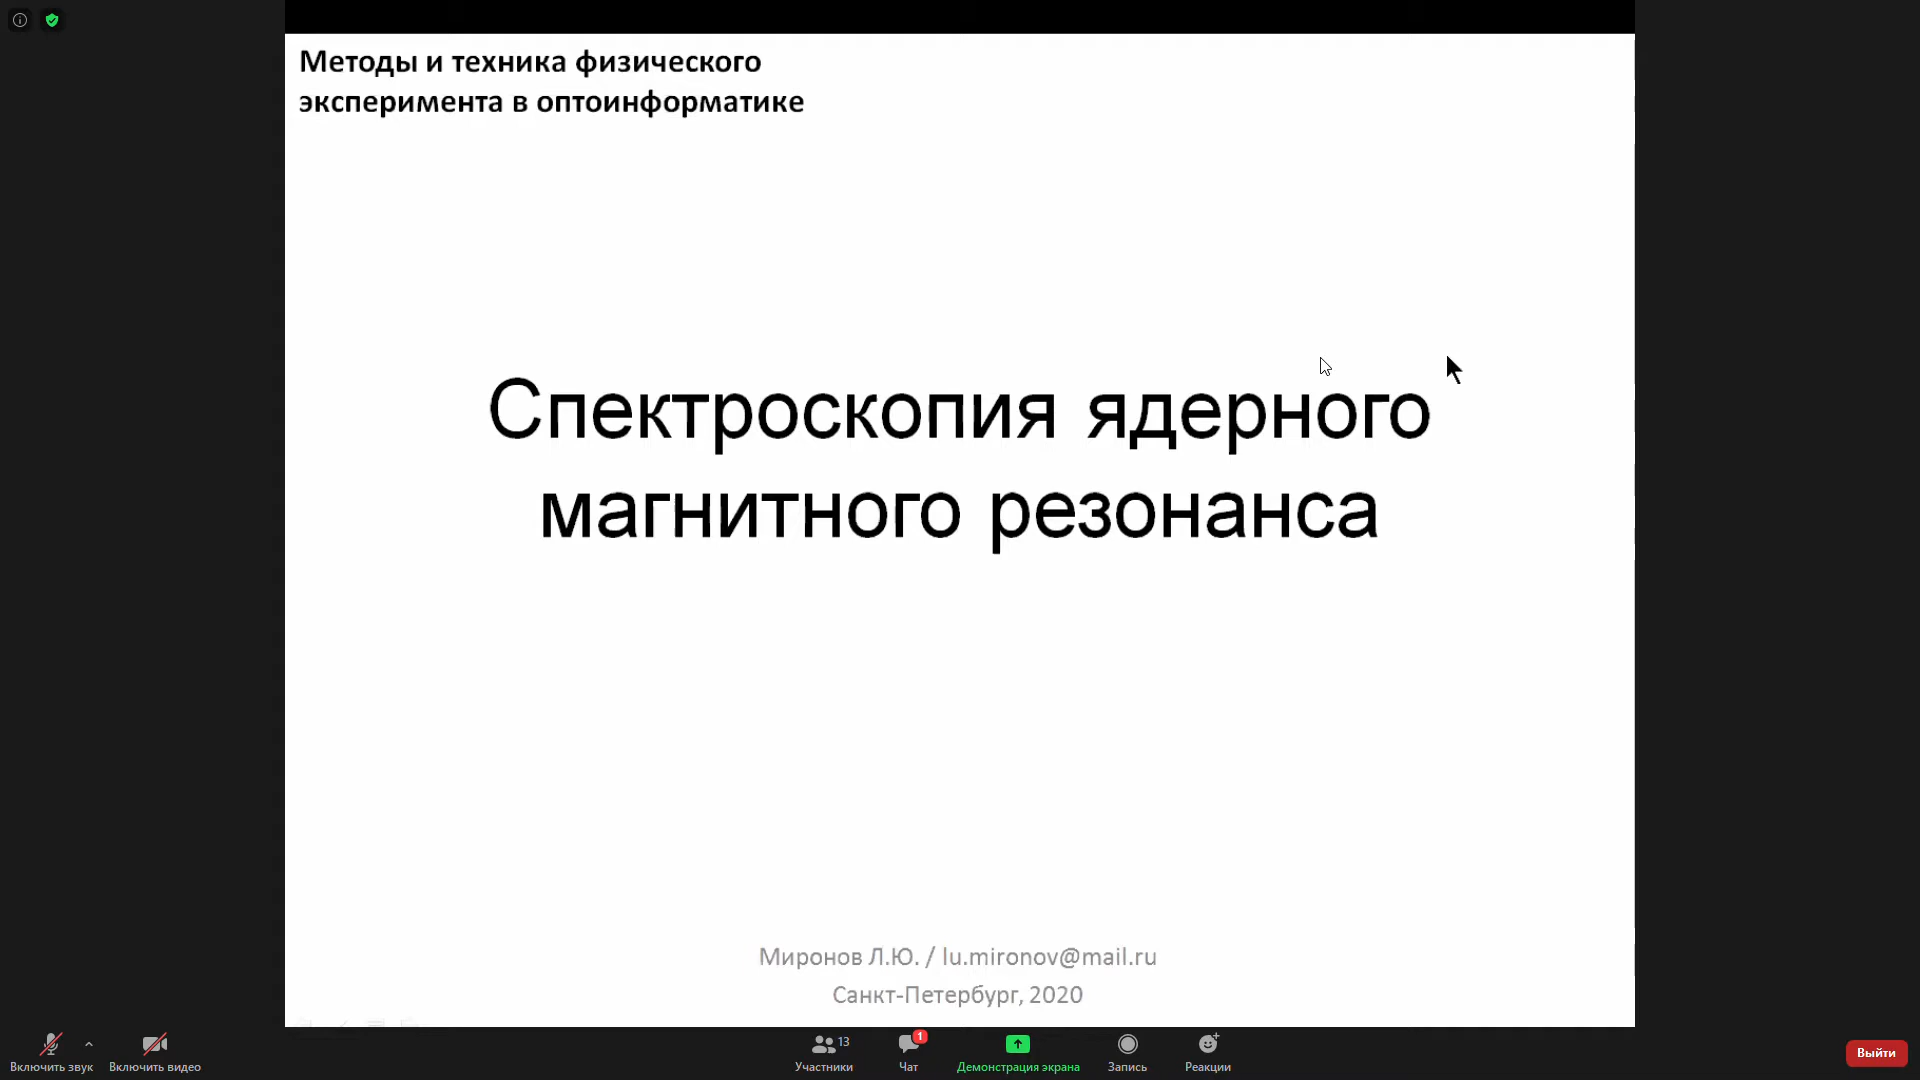 Методы и техника физического
эксперимента в оптоинформатике
Спектроскопия ядерного
магнитного резонанса
Миронов Л.Ю. / lu.mironov@mail.ru
Санкт-Петербург, 2020
Включить звук
Включить видео
13
Участники
1
Чат
Демонстрация экрана
Запись
Реакции
Выйти